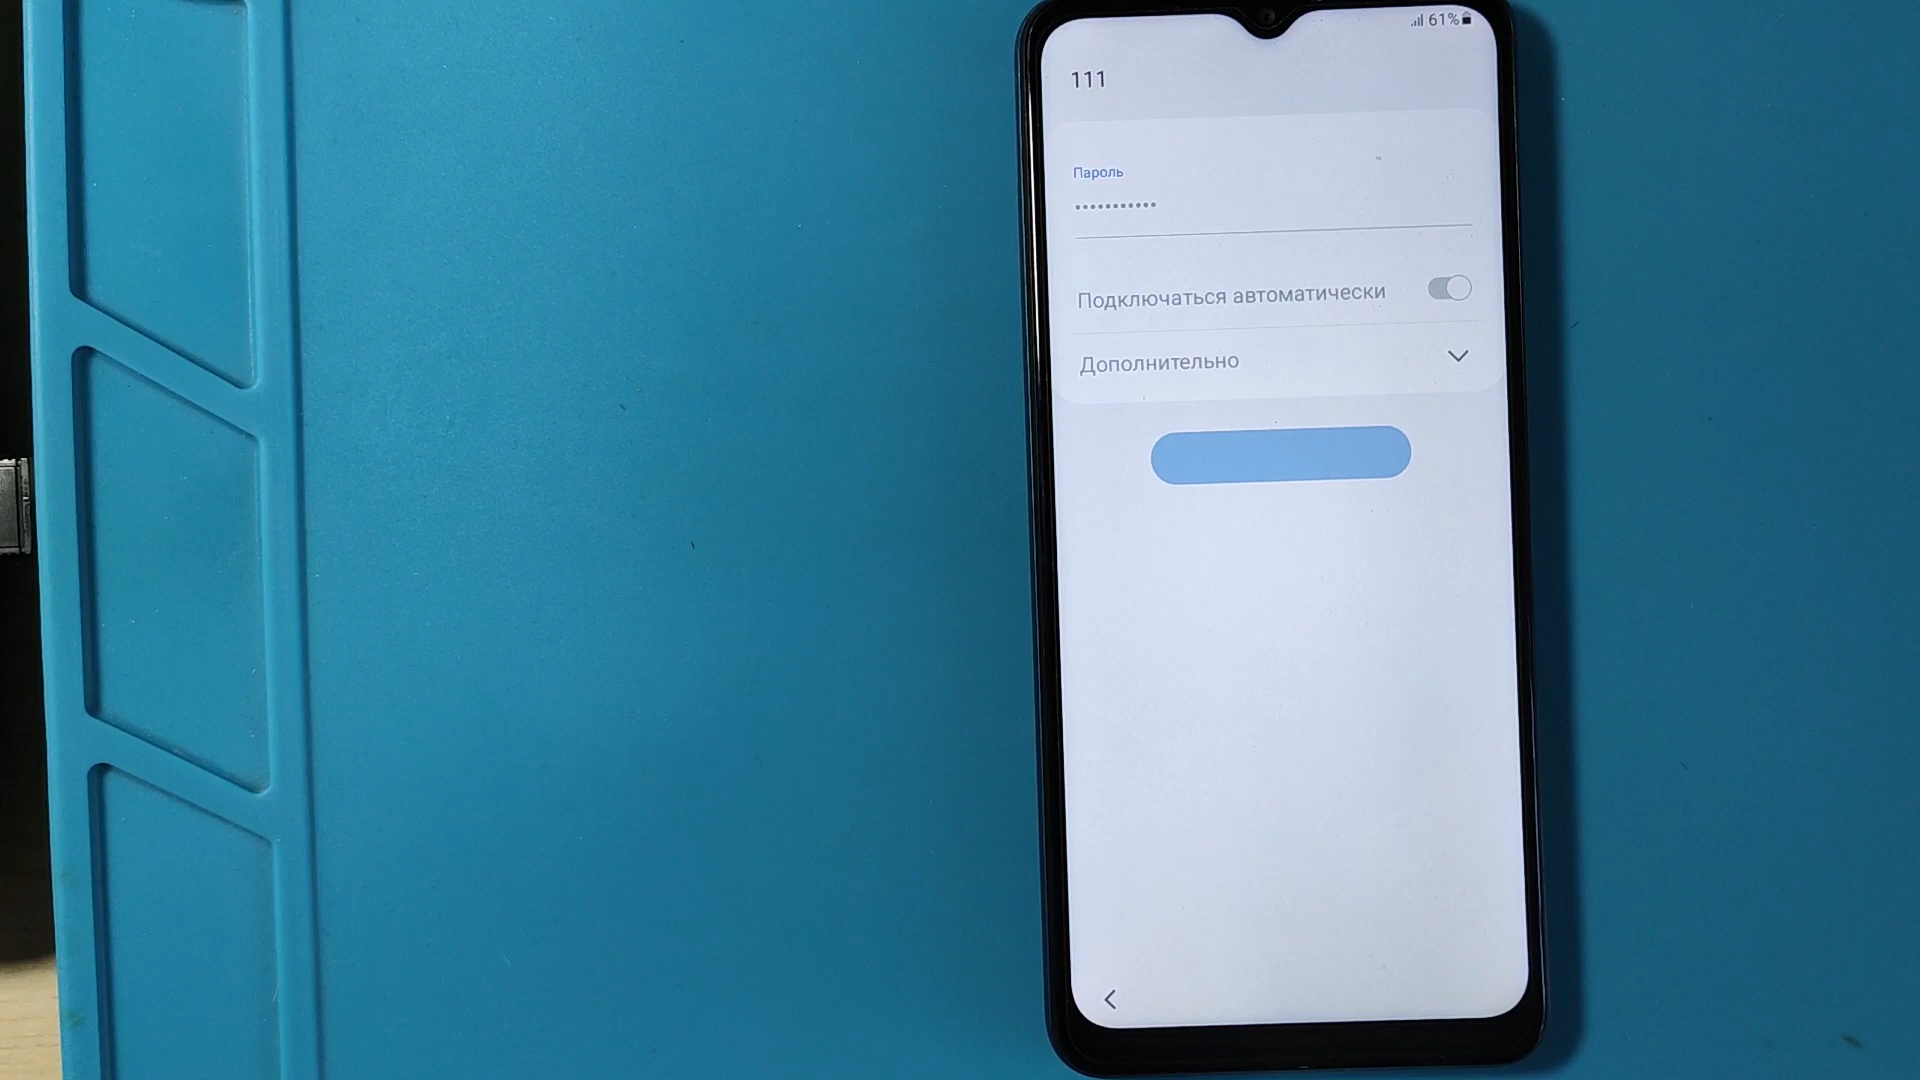 61%
111
Пароль
•••••••••••
Подключаться автоматически
Дополнительно